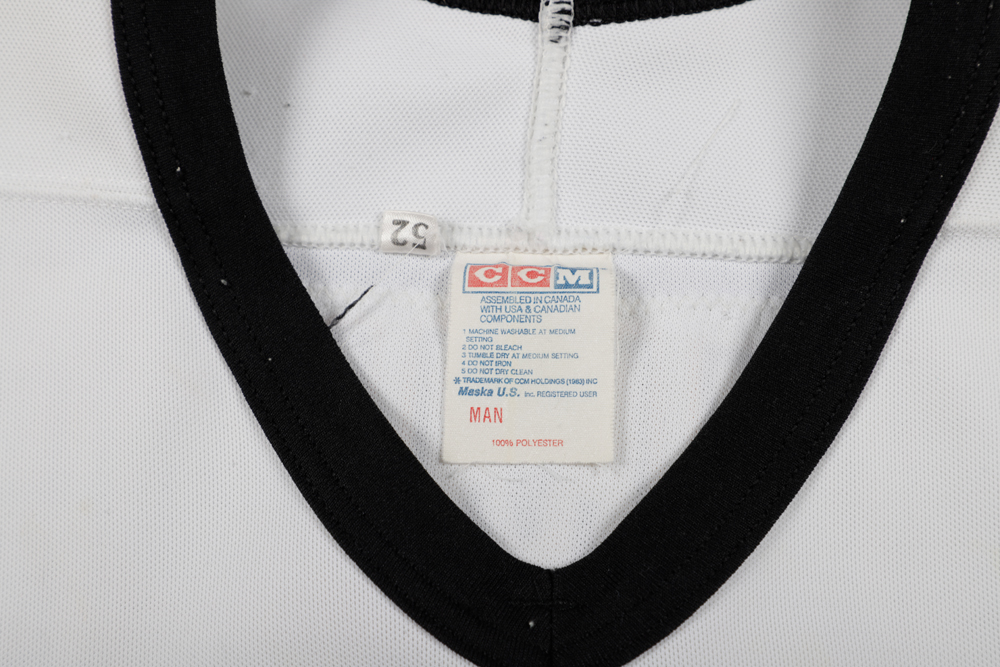 52
CCM
ASSEMBLED IN CANADA
WITH USA & CANADIAN
COMPONENTS
1 MACHINE WASHABLE AT MEDIUM
SETTING
2 DO NOT BLEACH
3 TUMBLE DRY AT MEDIUM SETTING
4 DO NOT IRON
5 DO NOT DRY CLEAN
* TRADEMARK OF CCM HOLDINGS (1983) INC
Maska U.S. Inc. REGISTERED USER
MAN
100% POLYESTER